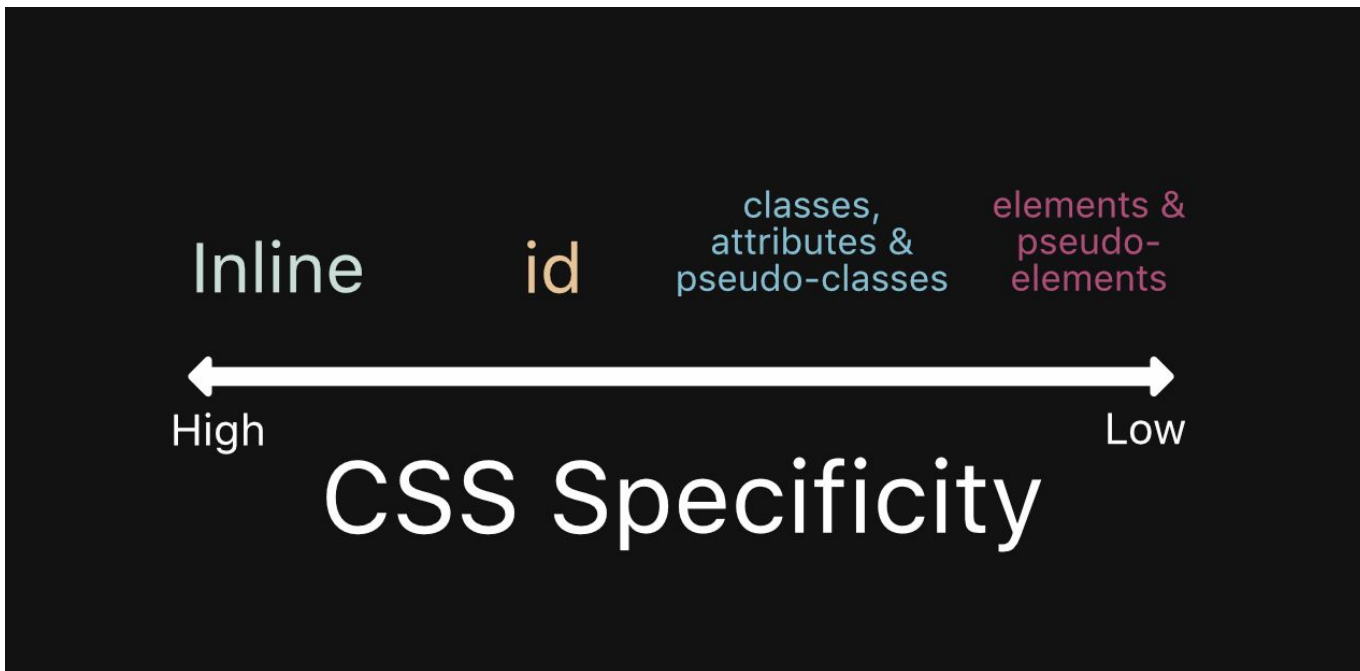 Inline
id
classes,
attributes &
pseudo-classes
elements &
pseudo-
elements
High
Low
CSS Specificity